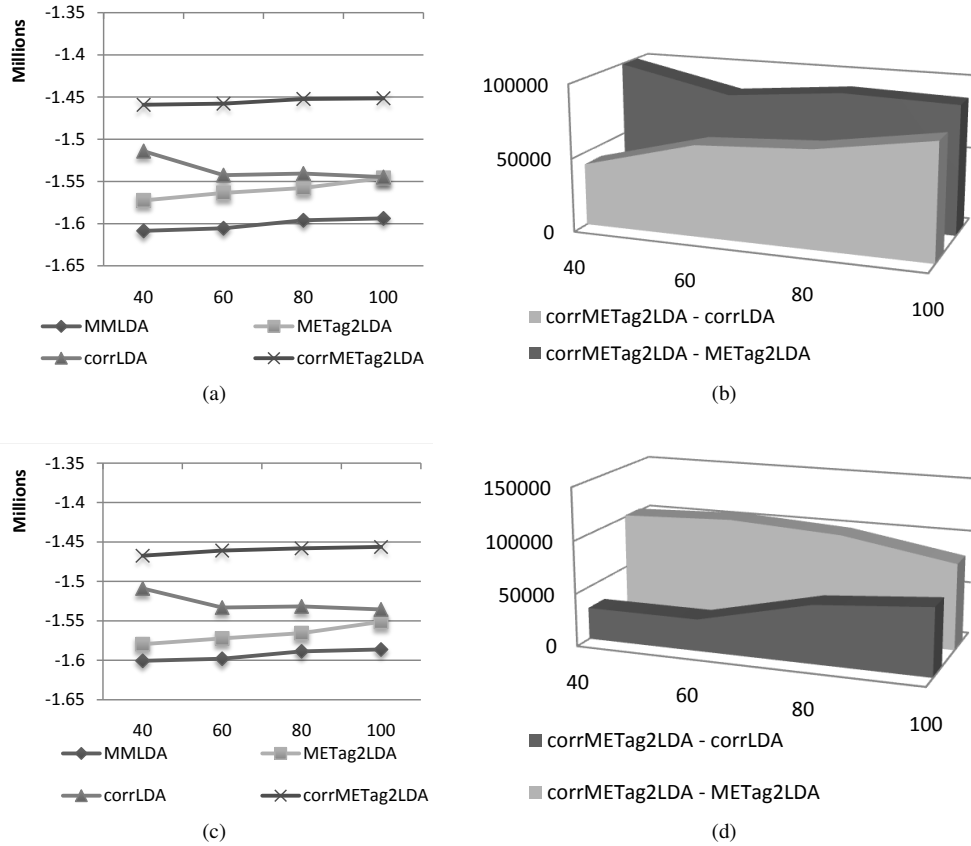 Millions
-1.35
-1.4
-1.45
-1.5
-1.55
-1.6
-1.65
40 60 80 100
MMLDA METag2LDA
corrLDA corrMETag2LDA
(a)
100000
50000
0
40
60
80
100
corrMETag2LDA - corrLDA
corrMETag2LDA - METag2LDA
(b)
Millions
-1.35
-1.4
-1.45
-1.5
-1.55
-1.6
-1.65
40 60 80 100
MMLDA METag2LDA
corrLDA corrMETag2LDA
(c)
150000
100000
50000
0
40
60
80
100
corrMETag2LDA - corrLDA
corrMETag2LDA - METag2LDA
(d)